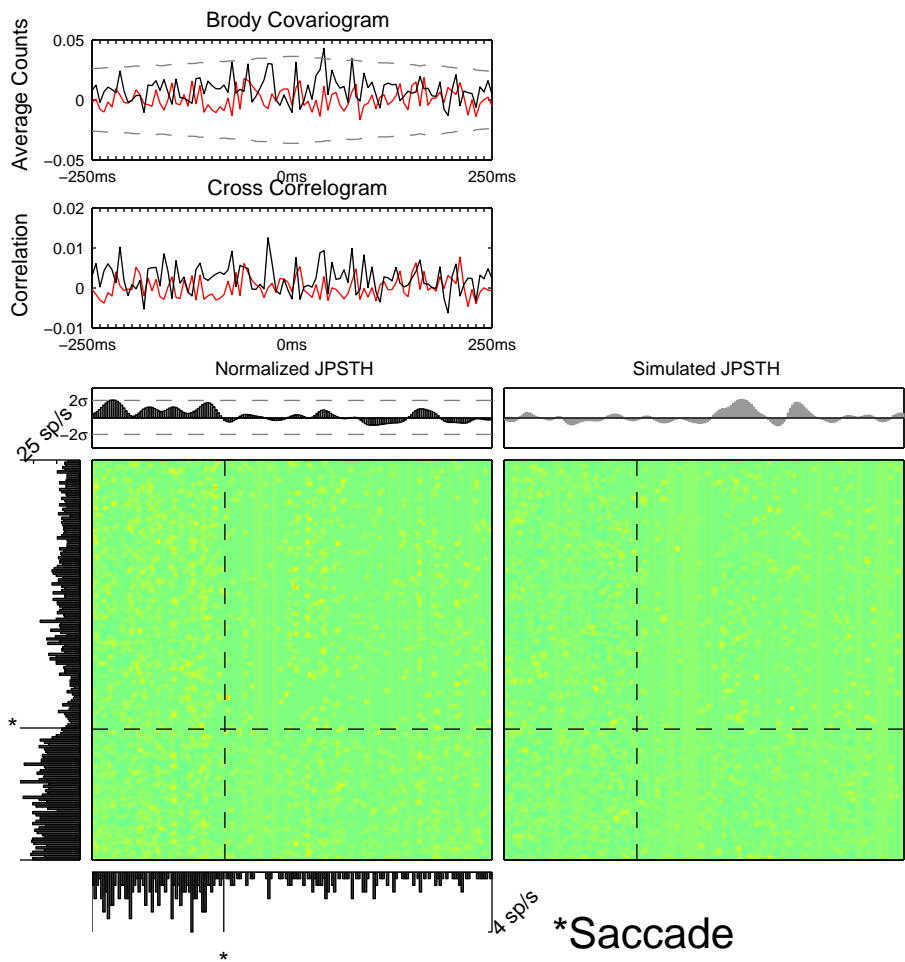 Brody Covariogram
Average Counts
0.05
0
−0.05
−250ms
0ms
250ms
Cross Correlogram
Correlation
0.02
0.01
0
−0.01
−250ms
0ms
250ms
Normalized JPSTH
Simulated JPSTH
2σ
−2σ
25 sp/s
*
4 sp/s
*
*Saccade